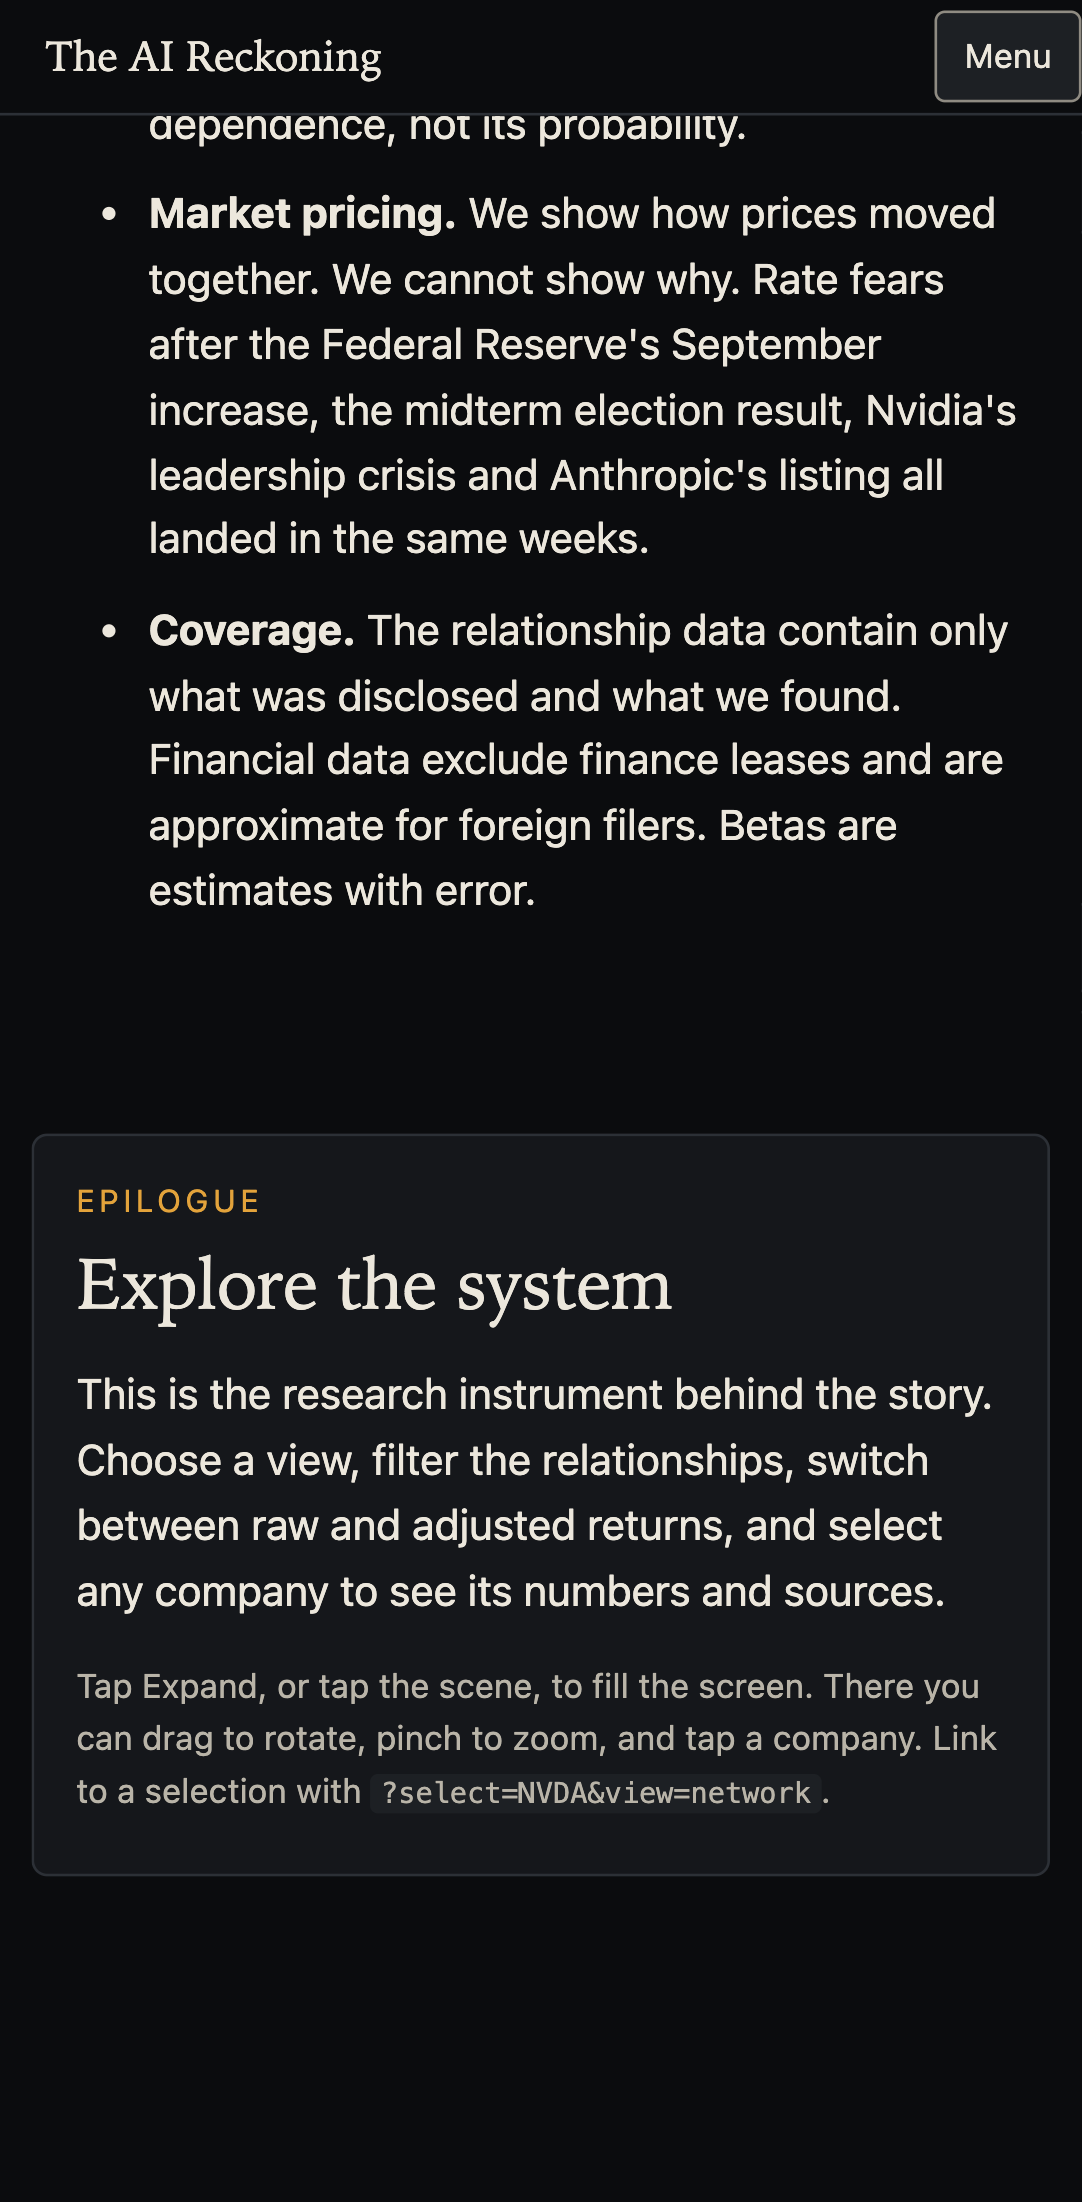 The AI Reckoning
Menu
dependence, not its probability.
• Market pricing. We show how prices moved
together. We cannot show why. Rate fears
after the Federal Reserve's September
increase, the midterm election result, Nvidia's
leadership crisis and Anthropic's listing all
landed in the same weeks.
• Coverage. The relationship data contain only
what was disclosed and what we found.
Financial data exclude finance leases and are
approximate for foreign filers. Betas are
estimates with error.
EPILOGUE
Explore the system
This is the research instrument behind the story.
Choose a view, filter the relationships, switch
between raw and adjusted returns, and select
any company to see its numbers and sources.
Tap Expand, or tap the scene, to fill the screen. There you
can drag to rotate, pinch to zoom, and tap a company. Link
to a selection with ?select=NVDA&view=network.